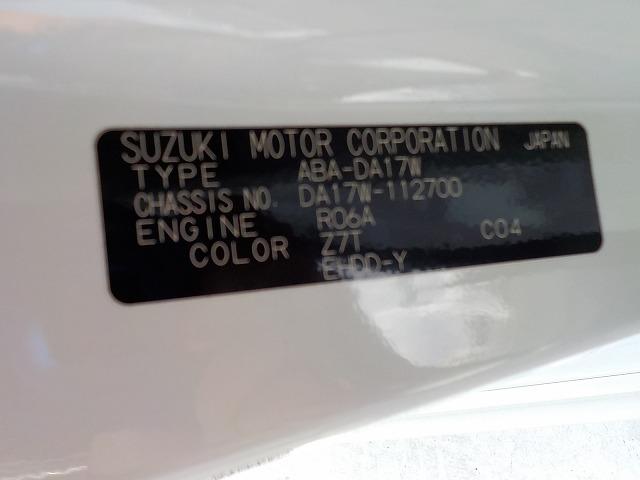 SUZUKI MOTOR CORPORATION JAPAN
TYPE ABA-DA17W
CHASSIS NO. DA17W-112700
ENGINE R06A
COLOR Z7T C04
EHDD-Y